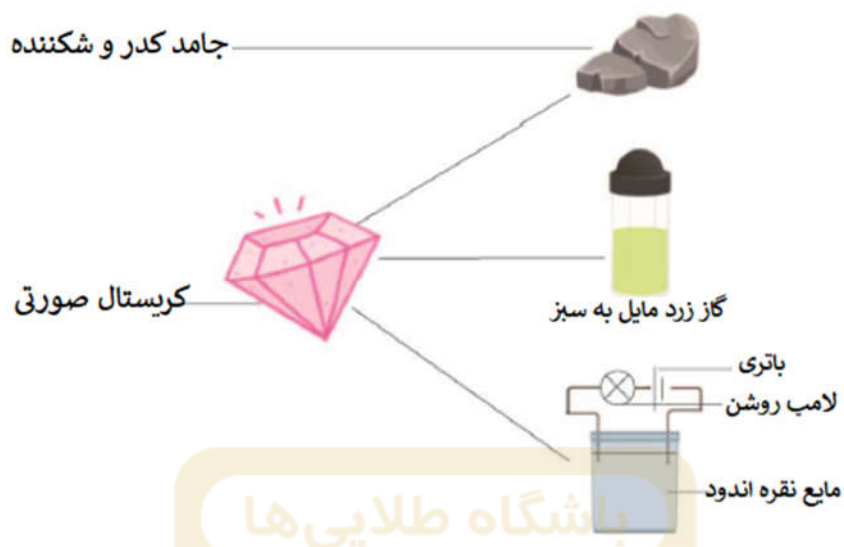 جامد کدر و شکننده
گاز زرد مایل به سبز
کریستال صورتی
باتری
لامپ روشن
مایع نقره اندود
باشگاه طلایی‌ها